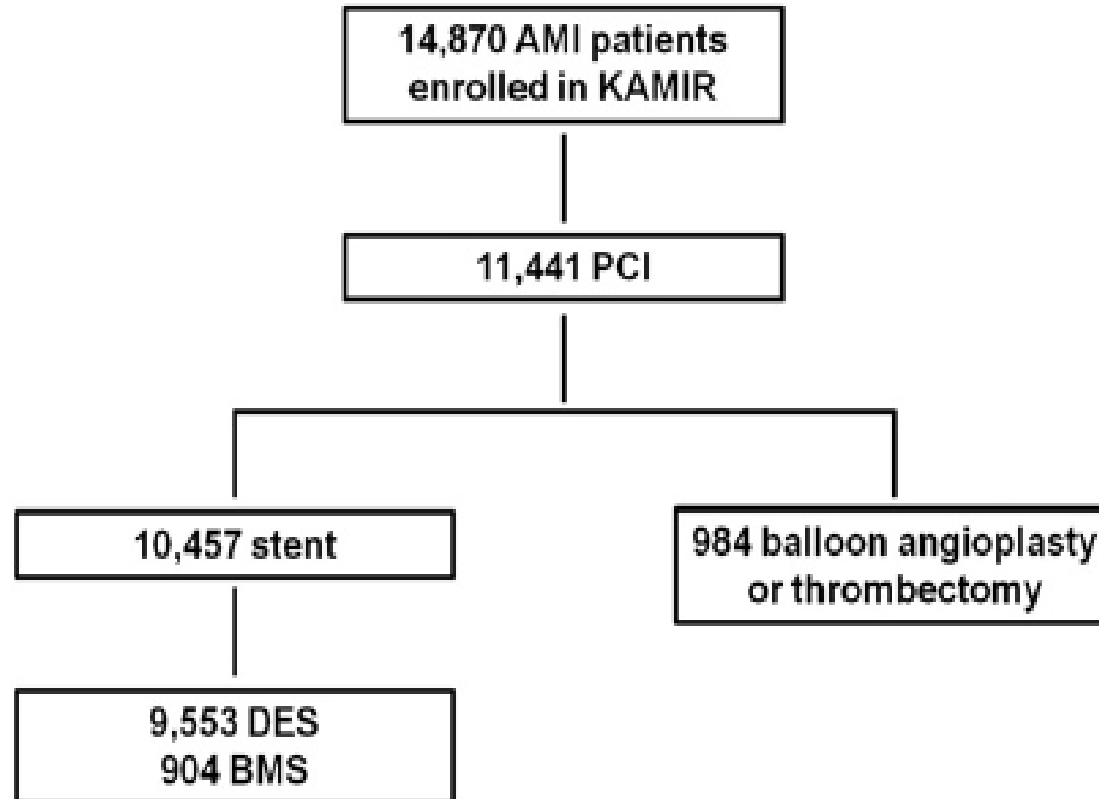 14,870 AMI patients
enrolled in KAMIR
11,441 PCI
10,457 stent
984 balloon angioplasty
or thrombectomy
9,553 DES
904 BMS